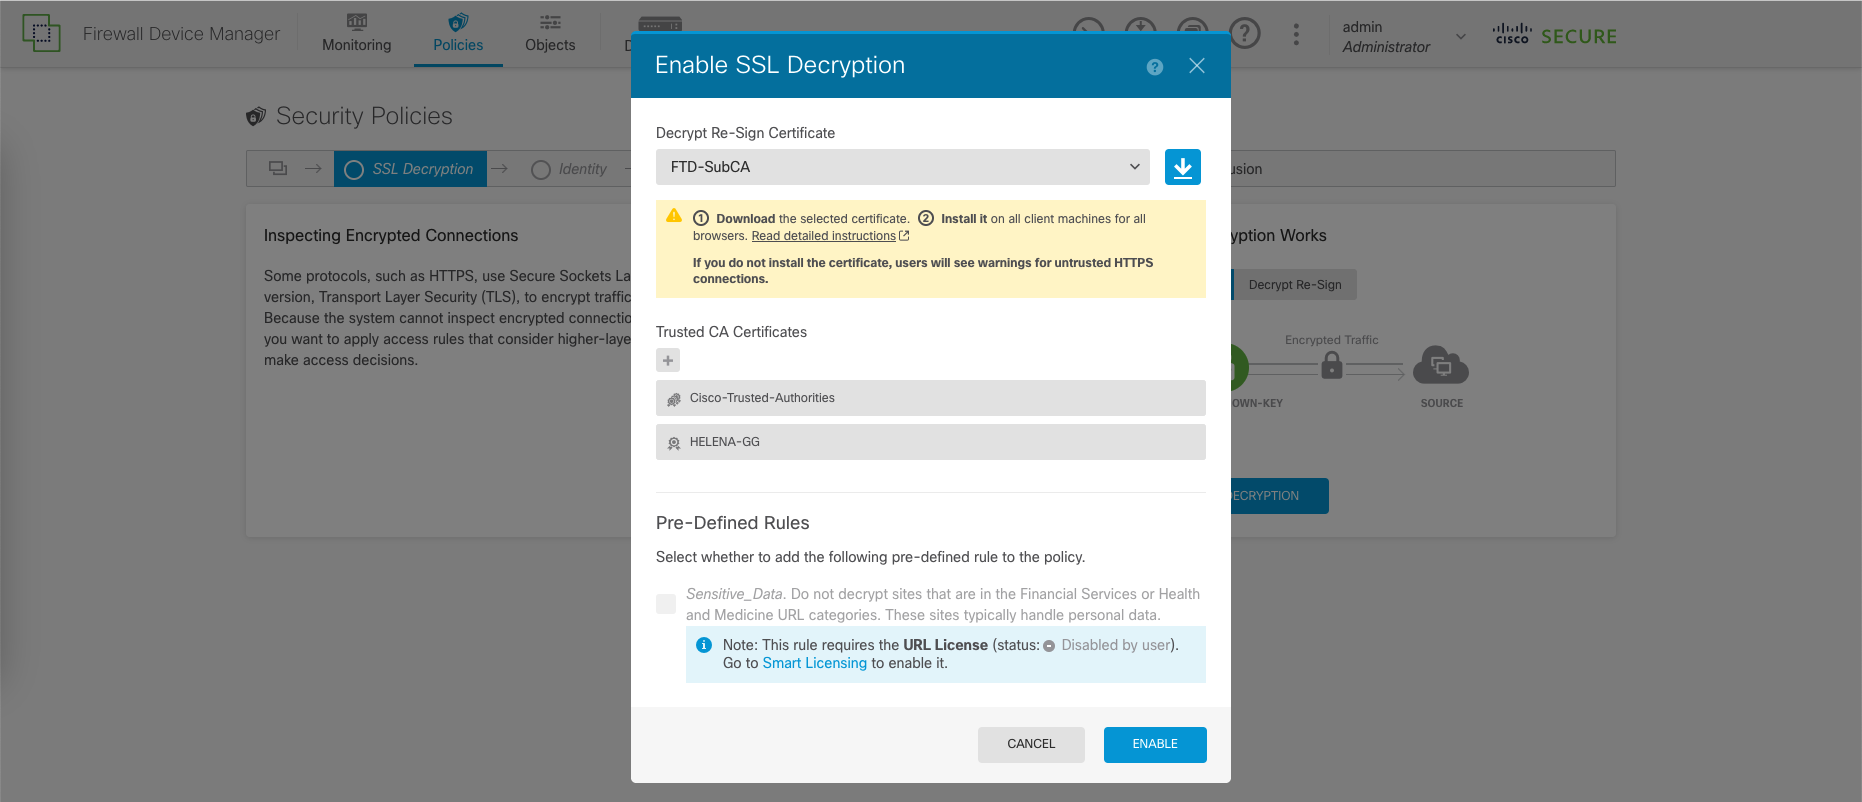 Firewall Device Manager
Monitoring
Policies
Objects
admin
Administrator
CISCO SECURE
Enable SSL Decryption
Security Policies
SSL Decryption
Identity
Inspecting Encrypted Connections
Some protocols, such as HTTPS, use Secure Sockets La
version, Transport Layer Security (TLS), to encrypt traffic
Because the system cannot inspect encrypted connectio
you want to apply access rules that consider higher-laye
make access decisions.
Decrypt Re-Sign Certificate
FTD-SubCA
1 Download the selected certificate. 2 Install it on all client machines for all
browsers. Read detailed instructions
If you do not install the certificate, users will see warnings for untrusted HTTPS
connections.
Trusted CA Certificates
+
Cisco-Trusted-Authorities
HELENA-GG
Pre-Defined Rules
Select whether to add the following pre-defined rule to the policy.
Sensitive_Data. Do not decrypt sites that are in the Financial Services or Health
and Medicine URL categories. These sites typically handle personal data.
Note: This rule requires the URL License (status: Disabled by user).
Go to Smart Licensing to enable it.
CANCEL
ENABLE
usion
yption Works
Decrypt Re-Sign
Encrypted Traffic
OWN-KEY
SOURCE
DECRYPTION